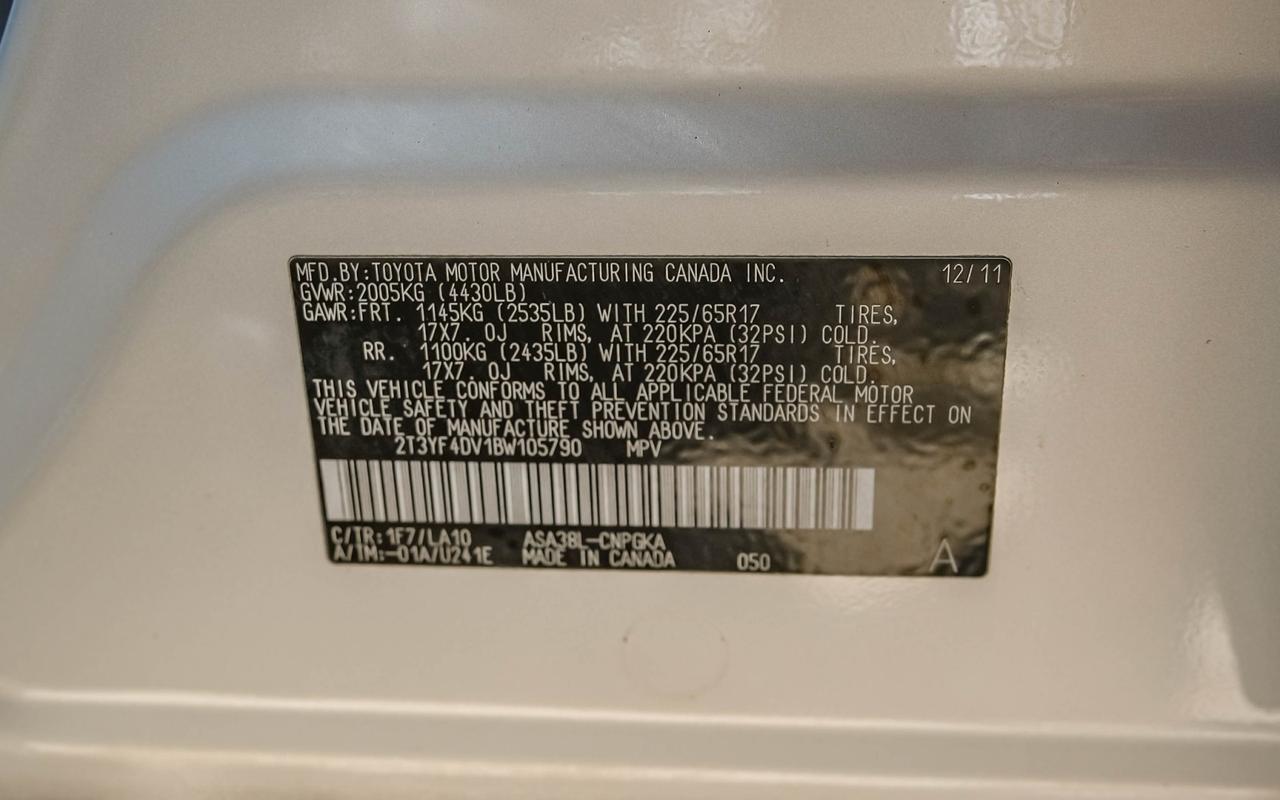 MFD.BY:TOYOTA MOTOR MANUFACTURING CANADA INC. 12/11
GVWR:2005KG (4430LB)
GAWR:FRT. 1145KG (2535LB) WITH 225/65R17 TIRES,
17X7.0J RIMS, AT 220KPA (32PSI) COLD.
RR. 1100KG (2435LB) WITH 225/65R17 TIRES,
17X7.0J RIMS, AT 220KPA (32PSI) COLD.
THIS VEHICLE CONFORMS TO ALL APPLICABLE FEDERAL MOTOR
VEHICLE SAFETY AND THEFT PREVENTION STANDARDS IN EFFECT ON
THE DATE OF MANUFACTURE SHOWN ABOVE.
2T3YF4DV1BW105790 MPV
C/TR:1F7/LA10 ASA38L-CNPGKA
A/TM:-01A/U241E MADE IN CANADA 050 A